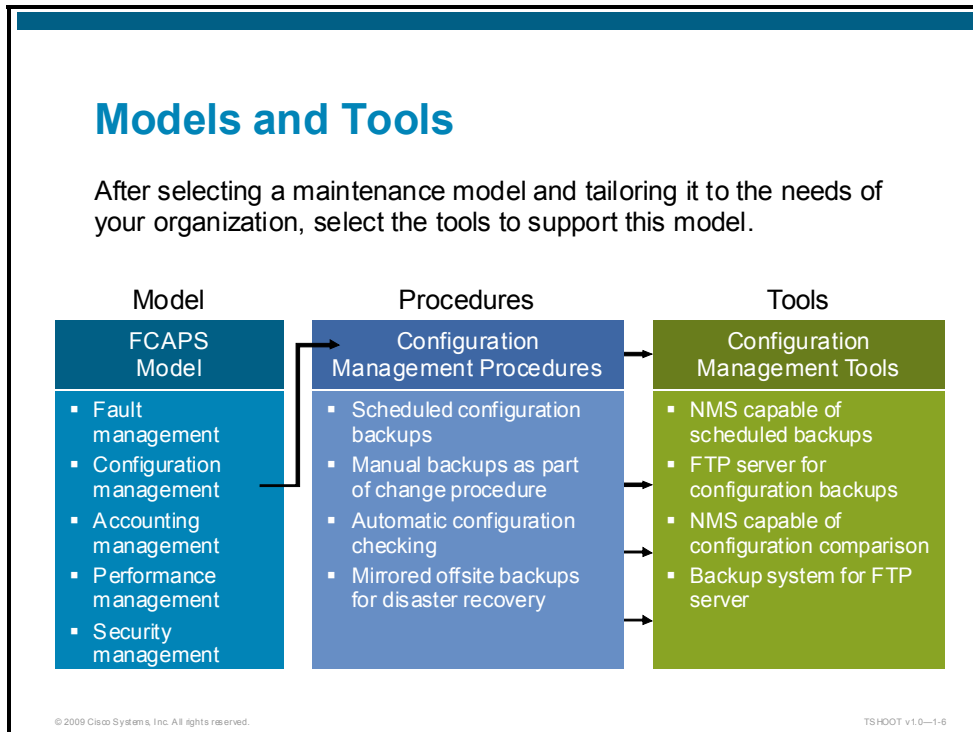 Models and Tools
After selecting a maintenance model and tailoring it to the needs of
your organization, select the tools to support this model.
Model
Procedures
Tools
FCAPS
Model
▪ Fault
management
▪ Configuration
management
▪ Accounting
management
▪ Performance
management
▪ Security
management
Configuration
Management Procedures
▪ Scheduled configuration
backups
▪ Manual backups as part
of change procedure
▪ Automatic configuration
checking
▪ Mirrored offsite backups
for disaster recovery
Configuration
Management Tools
▪ NMS capable of
scheduled backups
▪ FTP server for
configuration backups
▪ NMS capable of
configuration comparison
▪ Backup system for FTP
server
© 2009 Cisco Systems, Inc. All rights reserved.
TSHOOT v1.0—1-6